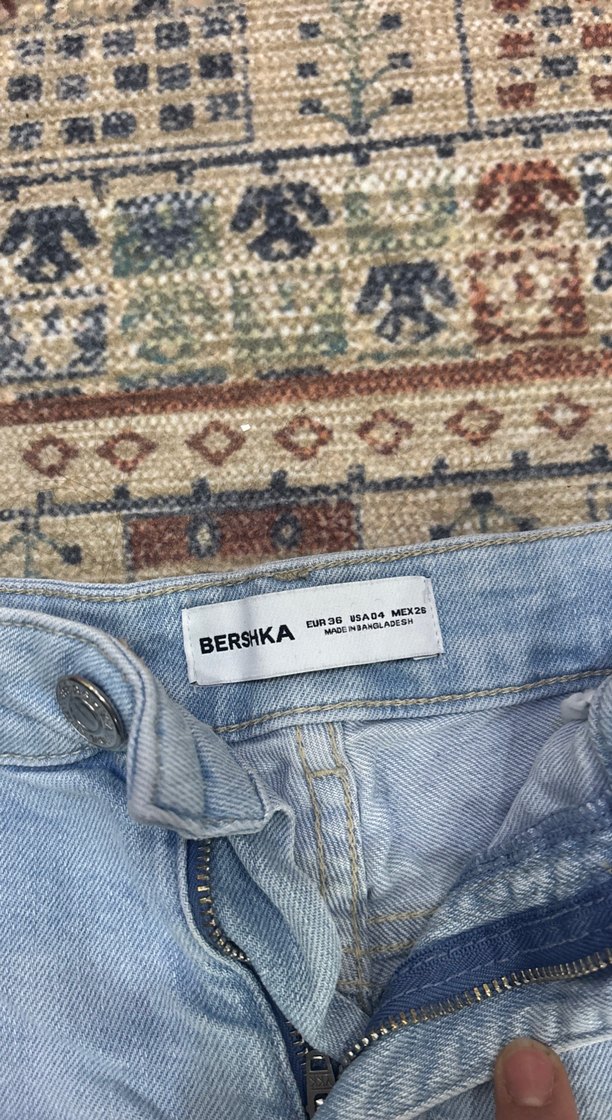 BERSHKA
EUR 36 USA 04 MEX 26
MADE IN BANGLADESH